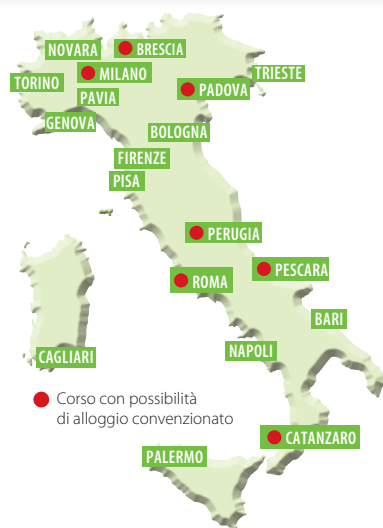 NOVARA
BRESCIA
TORINO
MILANO
TRIESTE
PAVIA
PADOVA
GENOVA
BOLOGNA
FIRENZE
PISA
PERUGIA
PESCARA
ROMA
BARI
CAGLIARI
NAPOLI
Corso con possibilità
di alloggio convenzionato
CATANZARO
PALERMO